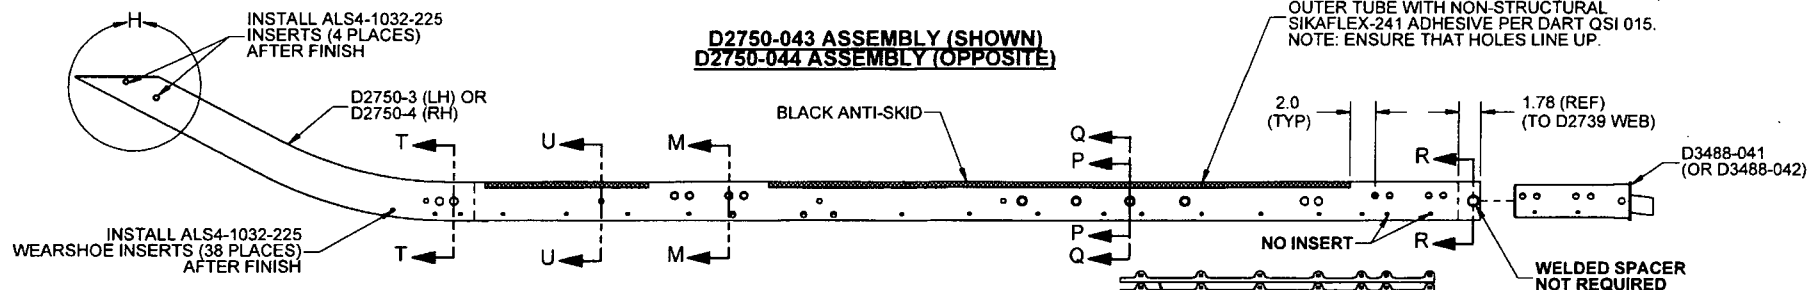 H
INSTALL ALS4-1032-225
INSERTS (4 PLACES)
AFTER FINISH
D2750-043 ASSEMBLY (SHOWN)
D2750-044 ASSEMBLY (OPPOSITE)
OUTER TUBE WITH NON-STRUCTURAL
SIKAFLEX-241 ADHESIVE PER DART QSI 015.
NOTE: ENSURE THAT HOLES LINE UP.
D2750-3 (LH) OR
D2750-4 (RH)
BLACK ANTI-SKID
2.0
(TYP)
1.78 (REF)
(TO D2739 WEB)
D3488-041
(OR D3488-042)
T
U
M
Q
P
R
INSTALL ALS4-1032-225
WEARSHOE INSERTS (38 PLACES)
AFTER FINISH
T
U
M
P
Q
NO INSERT
R
WELDED SPACER
NOT REQUIRED